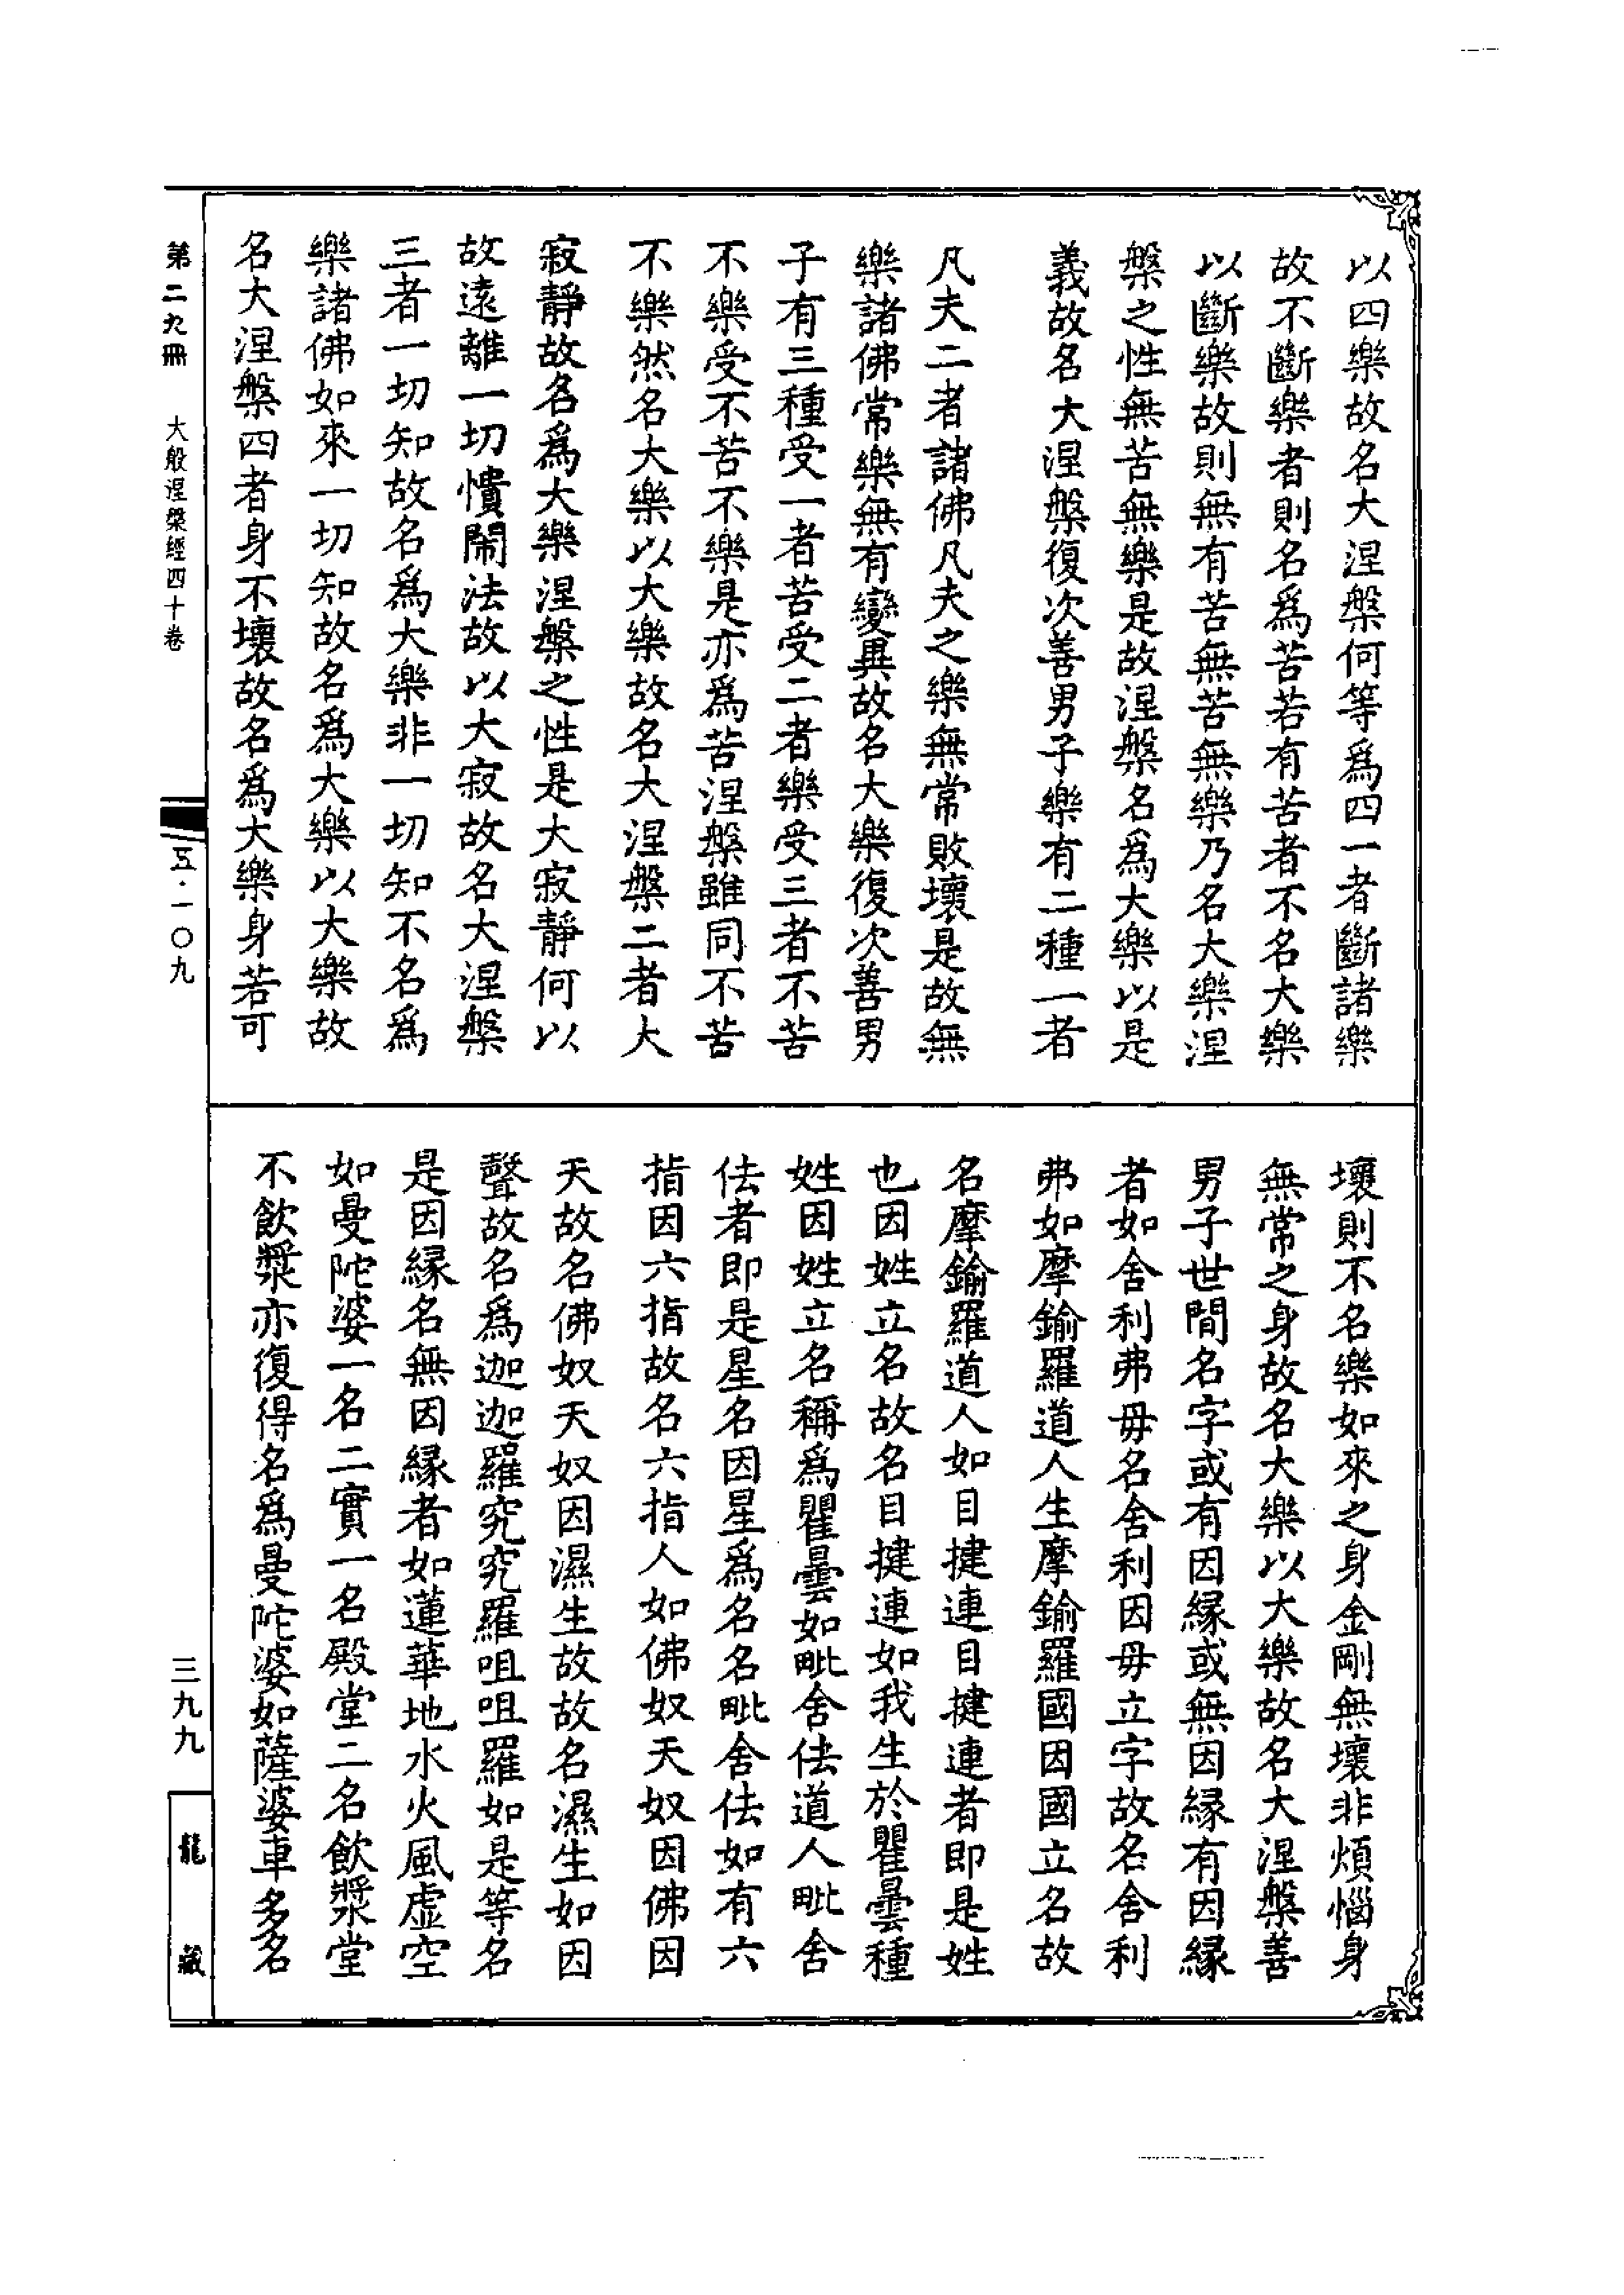 以四樂故名大涅槃何等爲四一者斷諸樂
故不斷樂者則名爲苦若有苦者不名大樂
以斷樂故則無有苦無苦無樂乃名大樂涅
槃之性無苦無樂是故涅槃名爲大樂以是
義故名大涅槃復次善男子樂有二種一者
凡夫二者諸佛凡夫之樂無常敗壞是故無
樂諸佛常樂無有變異故名大樂復次善男
子有三種受一者苦受二者樂受三者不苦
不樂受不苦不樂是亦爲苦涅槃雖同不苦
不樂然名大樂以大樂故名大涅槃二者大
寂靜故名爲大樂涅槃之性是大寂靜何以
故遠離一切憒閙法故以大寂故名大涅槃
三者一切知故名爲大樂非一切知不名爲
樂諸佛如來一切知故名爲大樂以大樂故
名大涅槃四者身不壞故名爲大樂身若可
壞則不名樂如來之身金剛無壞非煩惱身
無常之身故名大樂以大樂故名大涅槃善
男子世間名字或有因緣或無因緣有因緣
者如舍利弗毋名舍利因毋立字故名舍利
弗如摩鍮羅道人生摩鍮羅國因國立名故
名摩鍮羅道人如目揵連目揵連者即是姓
也因姓立名故名目揵連如我生於瞿曇種
姓因姓立名稱爲瞿曇如毗舍佉道人毗舍
佉者即是星名因星爲名名毗舍佉如有六
指因六指故名六指人如佛奴天奴因佛因
天故名佛奴天奴因濕生故故名濕生如因
聲故名爲迦迦羅究究羅咀咀羅如是等名
是因緣名無因緣者如蓮華地水火風虛空
如曼陀婆一名二實一名殿堂二名飲漿堂
不飲漿亦復得名爲曼陀婆如薩婆車多名
第二九冊 大般涅槃經四十卷
五·一〇九
三九九
龍藏